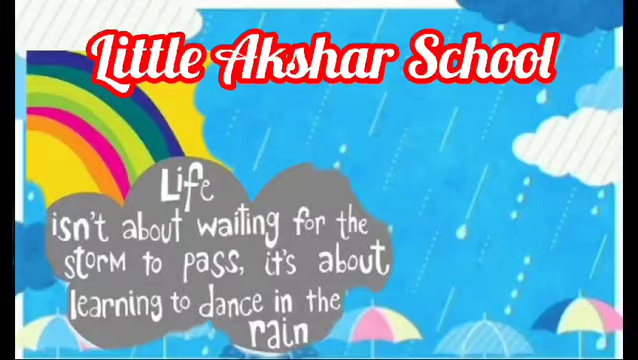 Little Akshar School
Life
isn't about waiting for the
storm to pass, it's about
learning to dance in the
rain